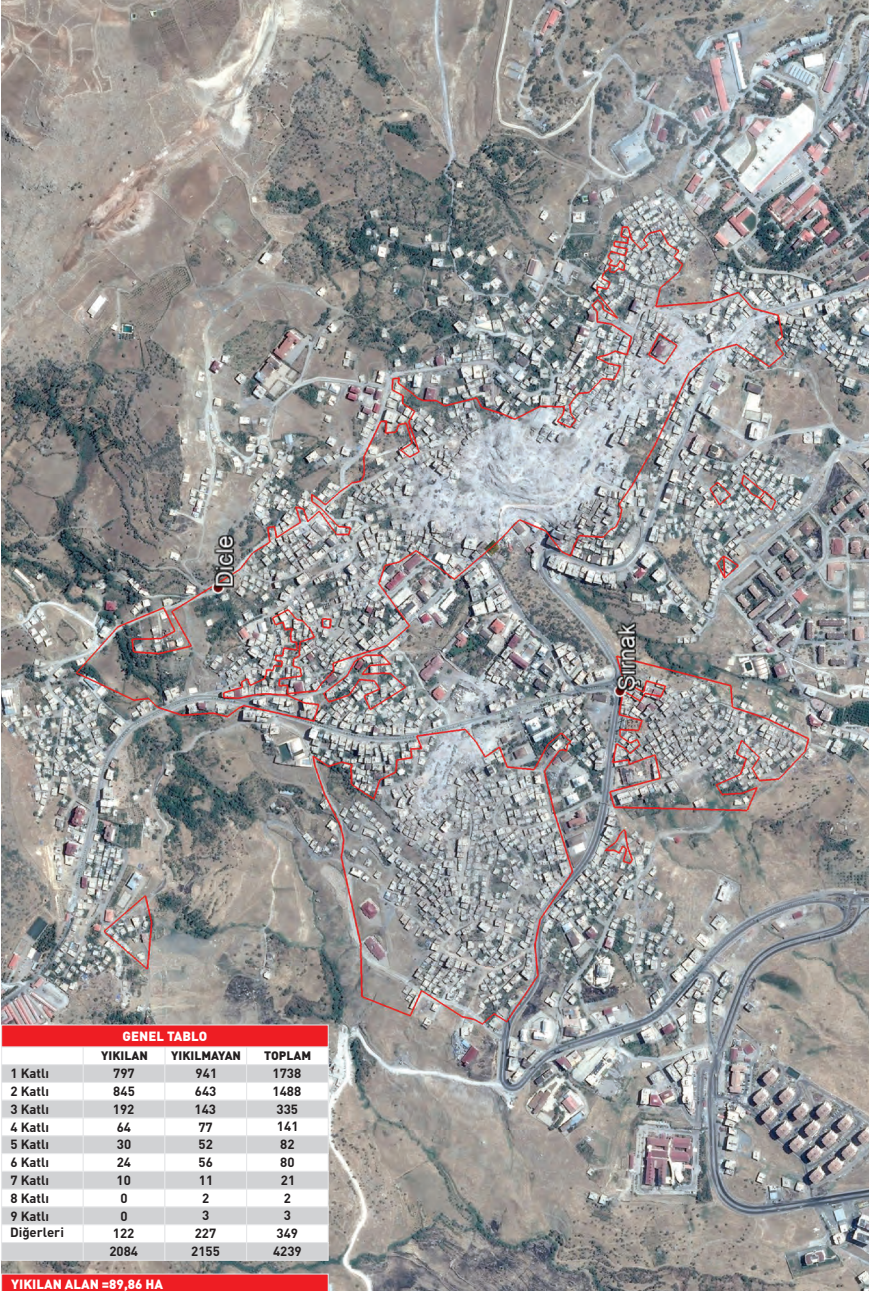 Dicle
Şırnak
GENEL TABLO
YIKILAN YIKILMAYAN TOPLAM
1 Katlı 797 941 1738
2 Katlı 845 643 1488
3 Katlı 192 143 335
4 Katlı 64 77 141
5 Katlı 30 52 82
6 Katlı 24 56 80
7 Katlı 10 11 21
8 Katlı 0 2 2
9 Katlı 0 3 3
Diğerleri 122 227 349
2084 2155 4239
YIKILAN ALAN =89,86 HA